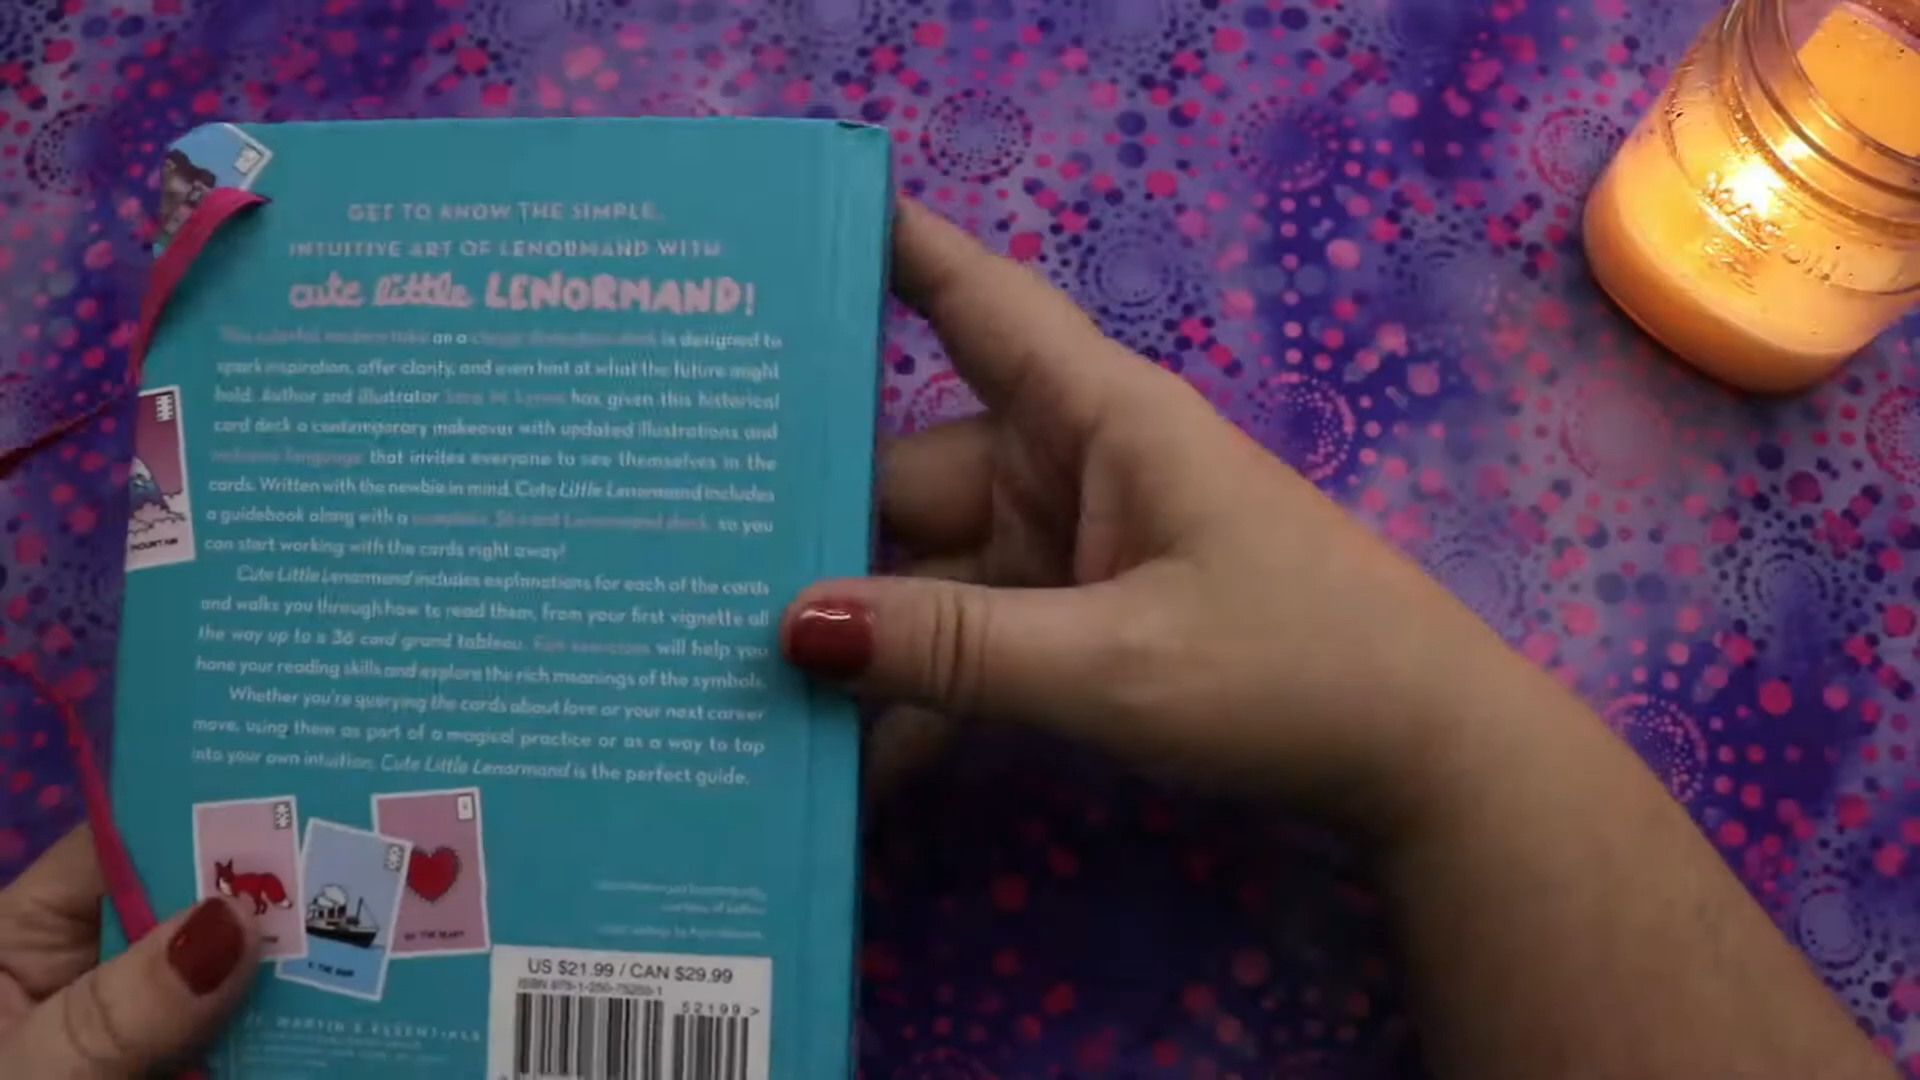 GET TO KNOW THE SIMPLE,
INTUITIVE ART OF LENORMAND WITH
cute little LENORMAND!
on a is designed to
spark inspiration, offer clarity, and even hint at what the future might
hold. Author and illustrator has given this historical
card deck a contemporary makeover with updated illustrations and
inclusive language that invites everyone to see themselves in the
cards. Written with the newbie in mind, Cute Little Lenormand includes
a guidebook along with a complete 36 card Lenormand deck, so you
can start working with the cards right away!
Cute Little Lenormand includes explanations for each of the cards
and walks you through how to read them, from your first vignette all
the way up to a 36 card grand tableau. Fun exercises will help you
hone your reading skills and explore the rich meanings of the symbols.
Whether you're querying the cards about love or your next career
move, using them as part of a magical practice or as a way to tap
into your own intuition, Cute Little Lenormand is the perfect guide.
MOUNTAIN
THE SHIP
THE HEART
US $21.99 / CAN $29.99
52199 >
ST. MARTIN'S ESSENTIALS